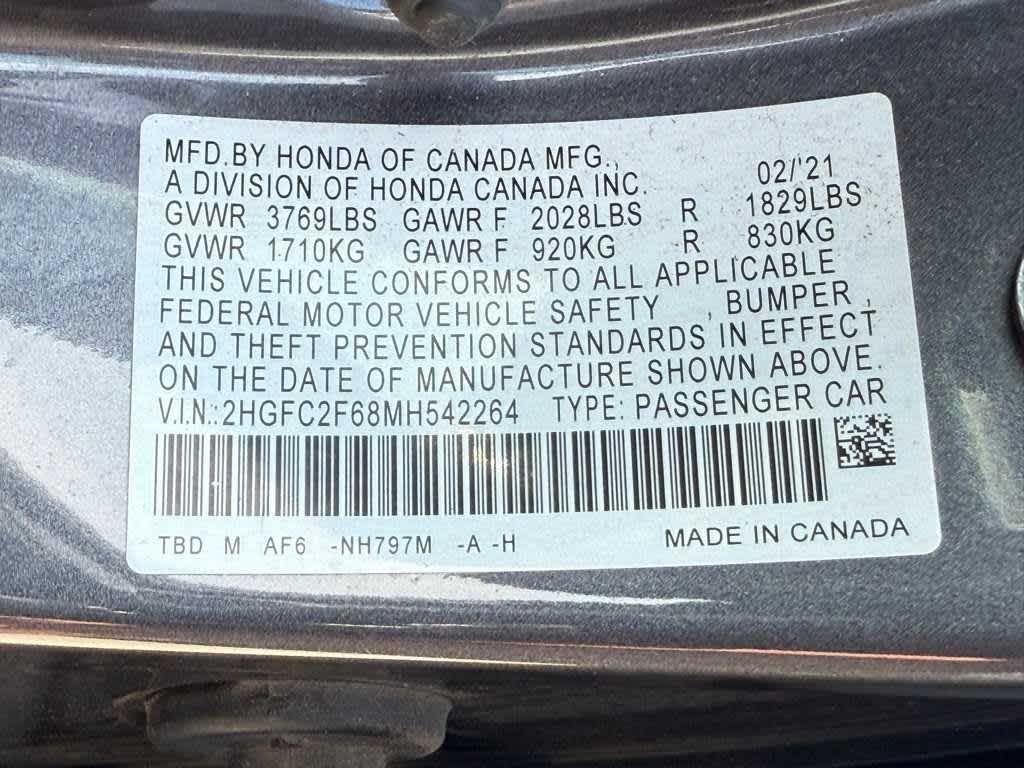 MFD.BY HONDA OF CANADA MFG., 02/'21
A DIVISION OF HONDA CANADA INC.
GVWR 3769LBS GAWR F 2028LBS R 1829LBS
GVWR 1710KG GAWR F 920KG R 830KG
THIS VEHICLE CONFORMS TO ALL APPLICABLE
FEDERAL MOTOR VEHICLE SAFETY , BUMPER ,
AND THEFT PREVENTION STANDARDS IN EFFECT
ON THE DATE OF MANUFACTURE SHOWN ABOVE.
V.I.N.:2HGFC2F68MH542264 TYPE: PASSENGER CAR
TBD M AF6 -NH797M -A -H MADE IN CANADA